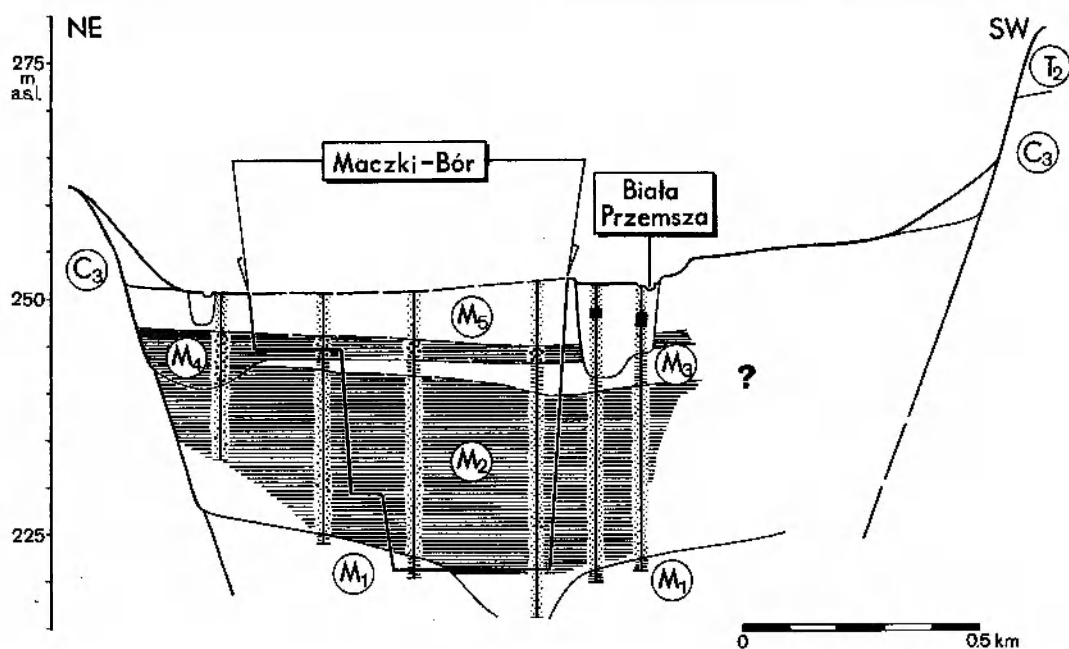 NE
SW
275
m
a.s.l.
T2
C3
Maczki-Bór
Biała
Przemsza
C3
250
M5
M4
M3
?
M2
225
M1
M1
0
0.5 km